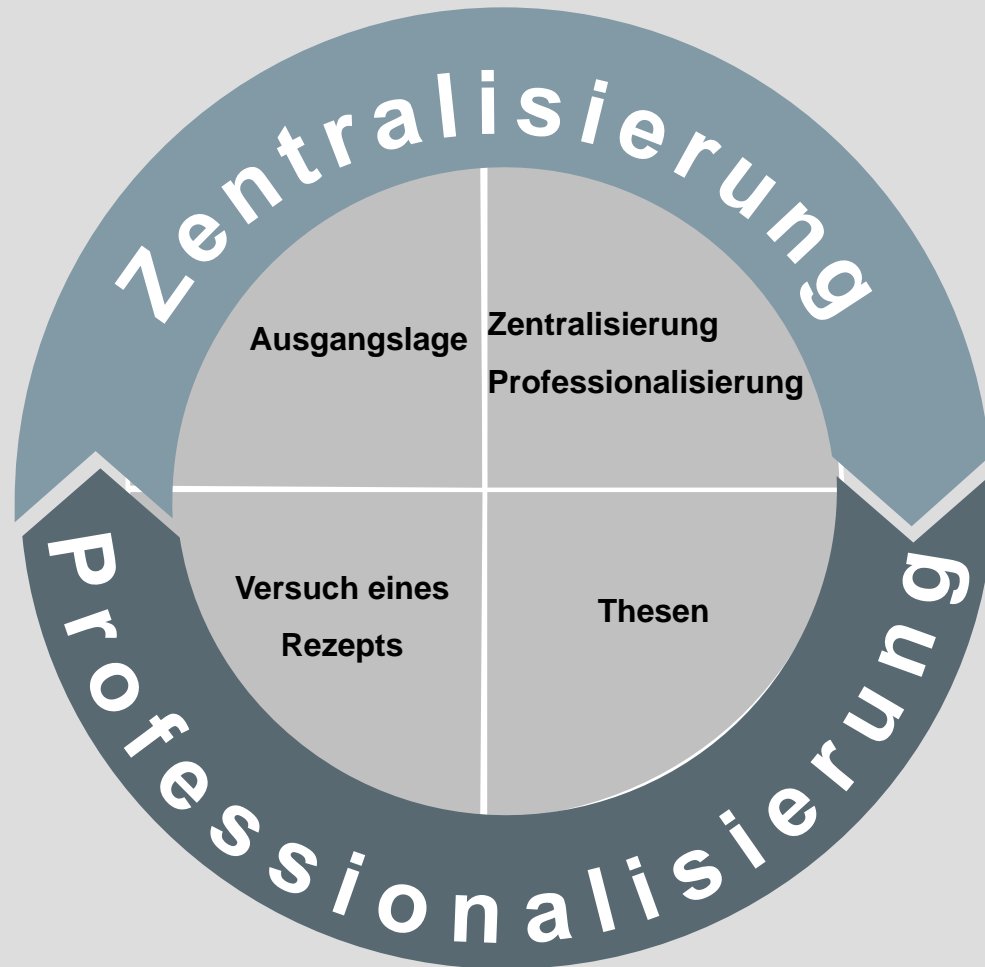 Zentralisierung
Ausgangslage
Zentralisierung
Professionalisierung
Versuch eines
Rezepts
Thesen
Professionalisierung